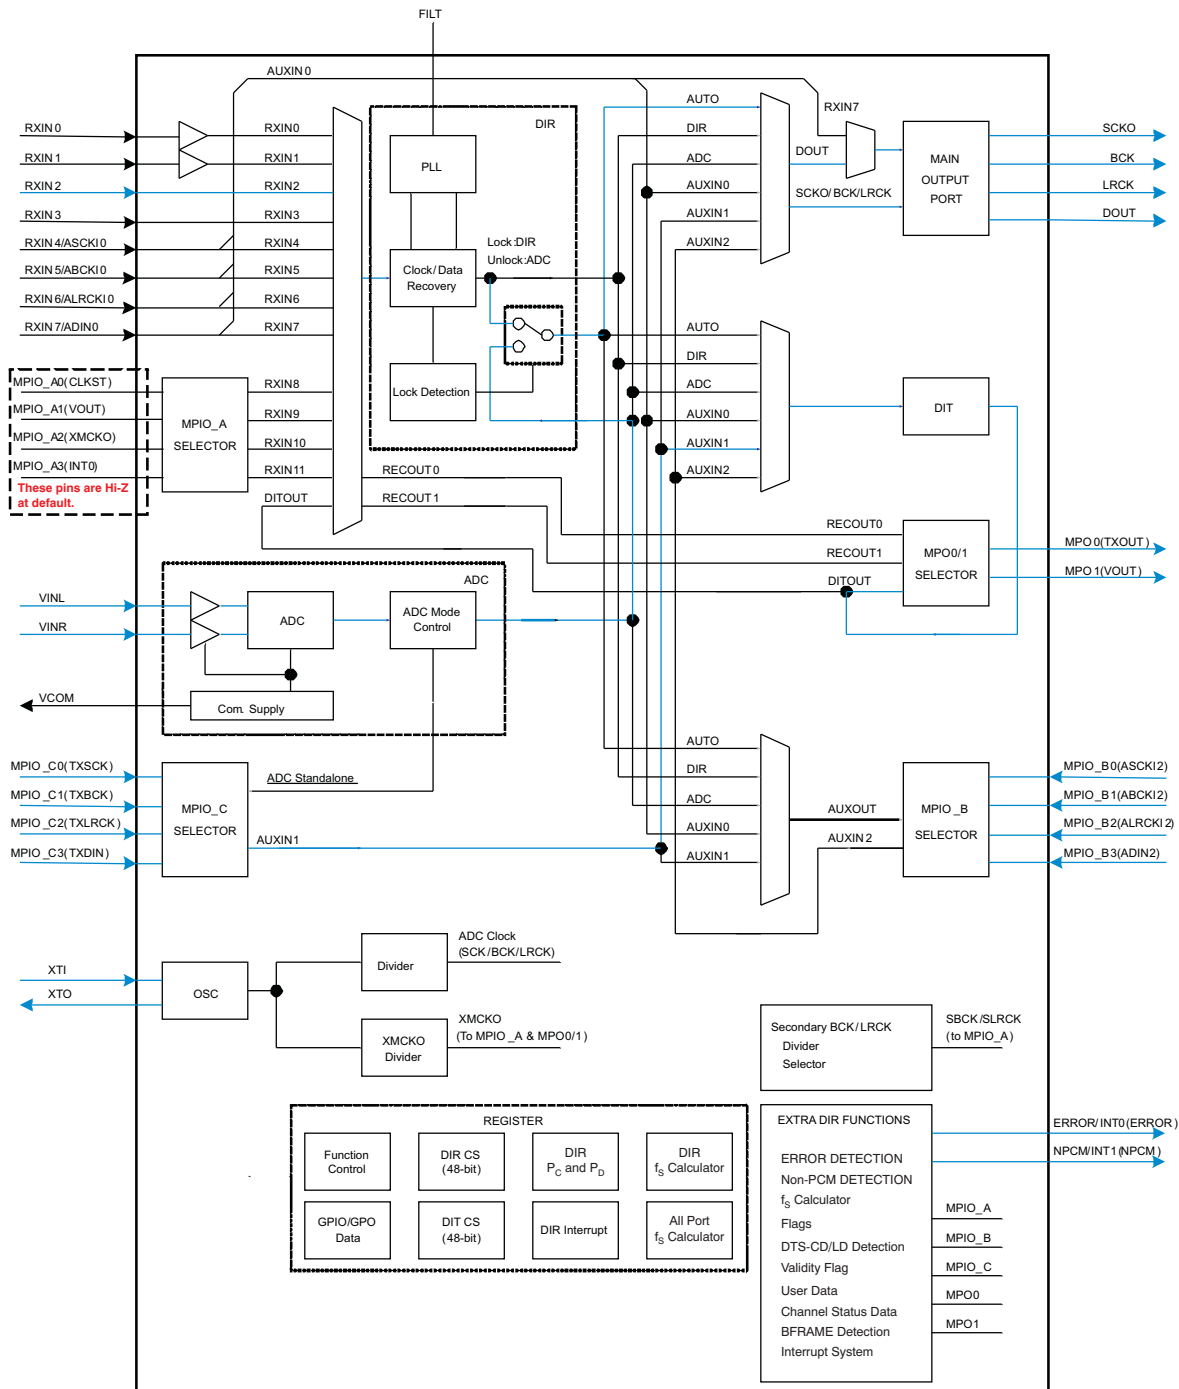 FILT
AUXIN0
RXIN0
RXIN1
RXIN2
RXIN3
RXIN4/ASCKI0
RXIN5/ABCKI0
RXIN6/ALRCKI0
RXIN7/ADIN0
RXIN0
RXIN1
RXIN2
RXIN3
RXIN4
RXIN5
RXIN6
RXIN7
MPIO_A0(CLKST)
MPIO_A1(VOUT)
MPIO_A2(XMCKO)
MPIO_A3(INT0)
These pins are Hi-Z
at default.
MPIO_A
SELECTOR
RXIN8
RXIN9
RXIN10
RXIN11
DITOUT
DIR
PLL
Clock/Data
Recovery
Lock Detection
Lock:DIR
Unlock:ADC
RECOUT0
RECOUT1
AUTO
DIR
ADC
AUXIN0
AUXIN1
AUXIN2
RXIN7
DOUT
SCKO/BCK/LRCK
MAIN
OUTPUT
PORT
SCKO
BCK
LRCK
DOUT
AUTO
DIR
ADC
AUXIN0
AUXIN1
AUXIN2
DIT
RECOUT0
RECOUT1
DITOUT
MPO0/1
SELECTOR
MPO0(TXOUT)
MPO1(VOUT)
ADC
VINL
VINR
ADC
ADC Mode
Control
VCOM
Com. Supply
MPIO_C0(TXSCK)
MPIO_C1(TXBCK)
MPIO_C2(TXLRCK)
MPIO_C3(TXDIN)
MPIO_C
SELECTOR
ADC Standalone
AUXIN1
AUTO
DIR
ADC
AUXIN0
AUXIN1
AUXOUT
AUXIN2
MPIO_B
SELECTOR
MPIO_B0(ASCKI2)
MPIO_B1(ABCKI2)
MPIO_B2(ALRCKI2)
MPIO_B3(ADIN2)
XTI
XTO
OSC
Divider
ADC Clock
(SCK/BCK/LRCK)
XMCKO
Divider
XMCKO
(To MPIO_A & MPO0/1)
Secondary BCK/LRCK
Divider
Selector
SBCK/SLRCK
(to MPIO_A)
REGISTER
Function
Control
DIR CS
(48-bit)
DIR
PC and PD
DIR
fS Calculator
GPIO/GPO
Data
DIT CS
(48-bit)
DIR Interrupt
All Port
fS Calculator
EXTRA DIR FUNCTIONS
ERROR DETECTION
Non-PCM DETECTION
fS Calculator
Flags
DTS-CD/LD Detection
Validity Flag
User Data
Channel Status Data
BFRAME Detection
Interrupt System
ERROR/INT0(ERROR)
NPCM/INT1(NPCM)
MPIO_A
MPIO_B
MPIO_C
MPO0
MPO1